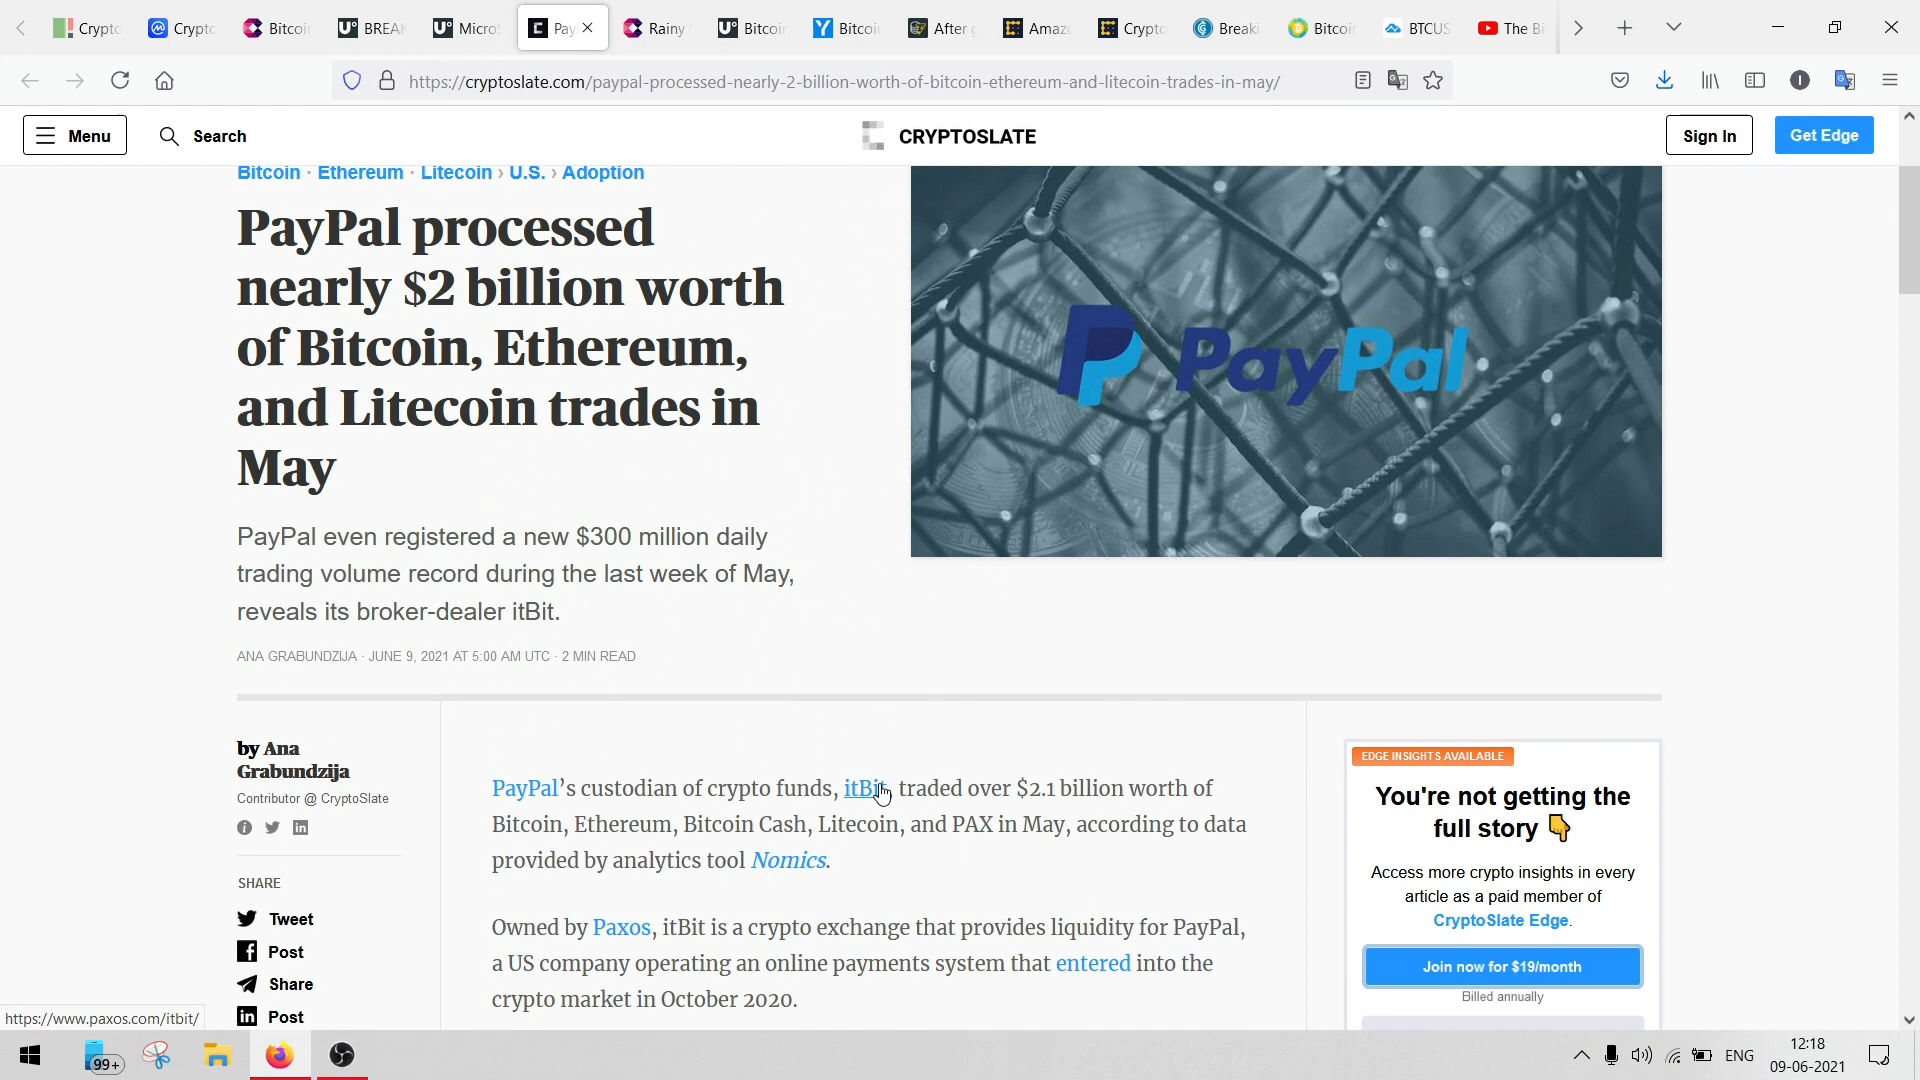 Crypto
Crypto
Bitcoin
BREAK
Micros
Pay
Rainy
Bitcoin
Bitcoin
After g
Amaz
Crypto
Breaki
Bitcoin
BTCUS
The Bi
https://cryptoslate.com/paypal-processed-nearly-2-billion-worth-of-bitcoin-ethereum-and-litecoin-trades-in-may/
Menu
Search
CRYPTOSLATE
Sign In
Get Edge
Bitcoin · Ethereum · Litecoin › U.S. › Adoption
PayPal processed
nearly $2 billion worth
of Bitcoin, Ethereum,
and Litecoin trades in
May
PayPal even registered a new $300 million daily
trading volume record during the last week of May,
reveals its broker-dealer itBit.
ANA GRABUNDZIJA · JUNE 9, 2021 AT 5:00 AM UTC · 2 MIN READ
PayPal
by Ana
Grabundzija
Contributor @ CryptoSlate
SHARE
Tweet
Post
Share
Post
PayPal’s custodian of crypto funds, itBit, traded over $2.1 billion worth of
Bitcoin, Ethereum, Bitcoin Cash, Litecoin, and PAX in May, according to data
provided by analytics tool Nomics.
Owned by Paxos, itBit is a crypto exchange that provides liquidity for PayPal,
a US company operating an online payments system that entered into the
crypto market in October 2020.
EDGE INSIGHTS AVAILABLE
You're not getting the
full story 👇
Access more crypto insights in every
article as a paid member of
CryptoSlate Edge.
Join now for $19/month
Billed annually
https://www.paxos.com/itbit/
99+
ENG
12:18
09-06-2021